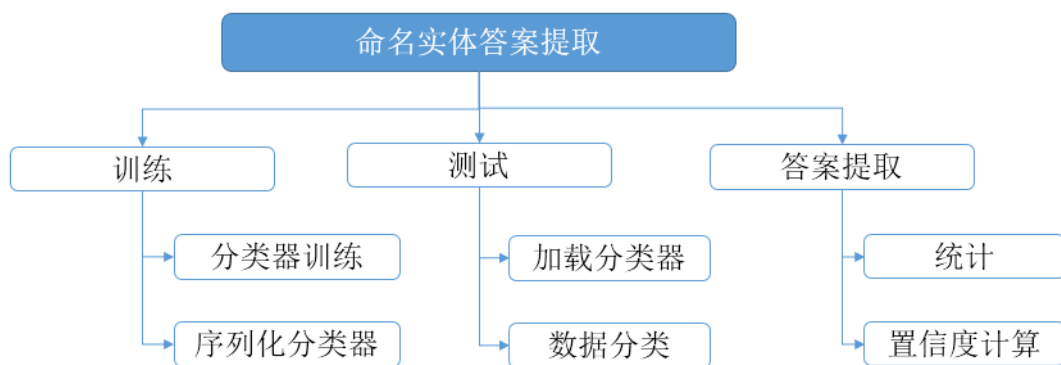 命名实体答案提取
训练
测试
答案提取
分类器训练
加载分类器
统计
序列化分类器
数据分类
置信度计算